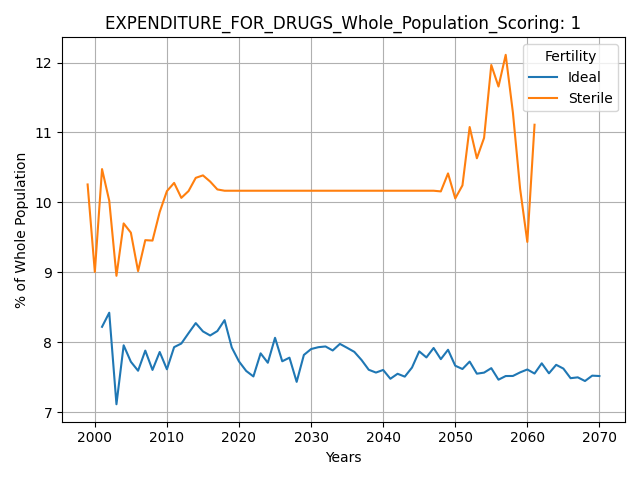 EXPENDITURE_FOR_DRUGS_Whole_Population_Scoring: 1
Fertility
Ideal
Sterile
% of Whole Population
12
11
10
9
8
7
2000 2010 2020 2030 2040 2050 2060 2070
Years